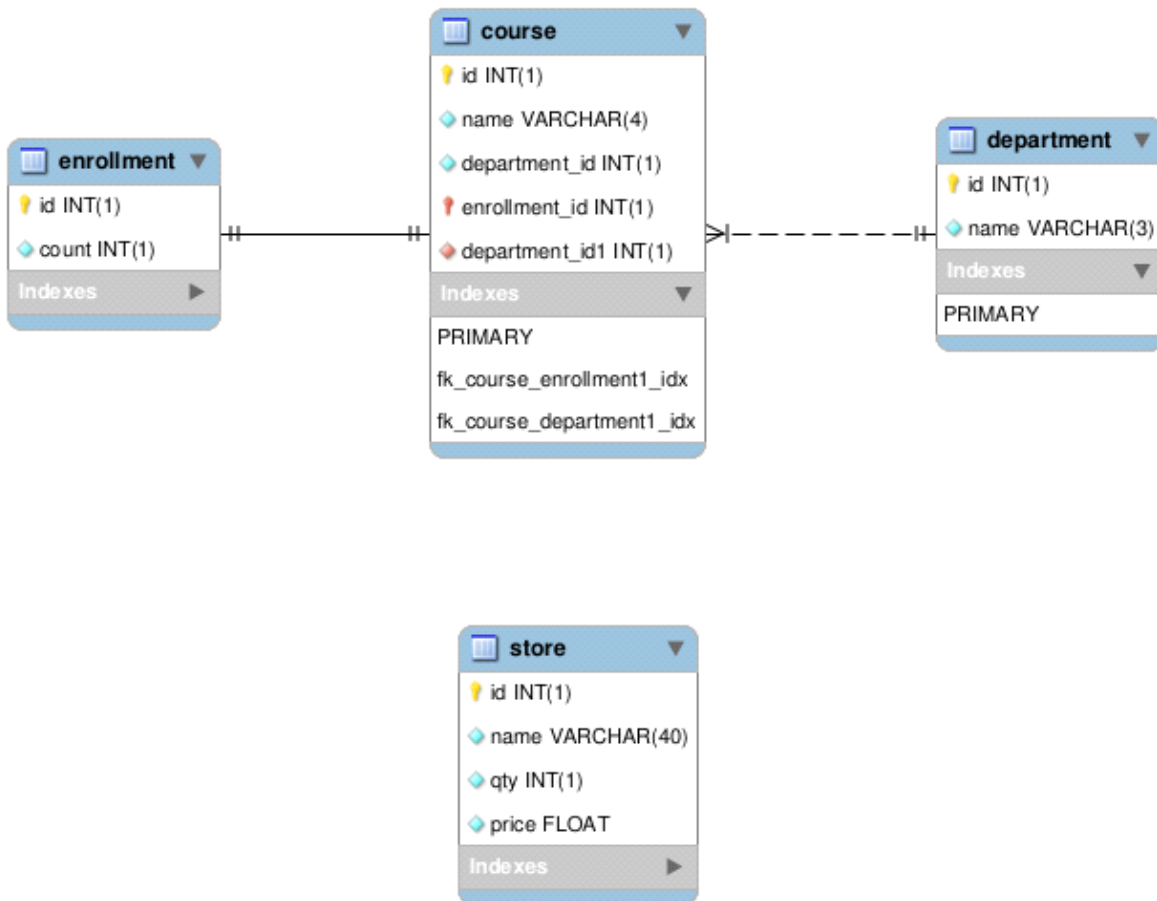 course
id INT(1)
name VARCHAR(4)
department_id INT(1)
enrollment_id INT(1)
department_id1 INT(1)
Indexes
PRIMARY
fk_course_enrollment1_idx
fk_course_department1_idx
enrollment
id INT(1)
count INT(1)
Indexes
department
id INT(1)
name VARCHAR(3)
Indexes
PRIMARY
store
id INT(1)
name VARCHAR(40)
qty INT(1)
price FLOAT
Indexes